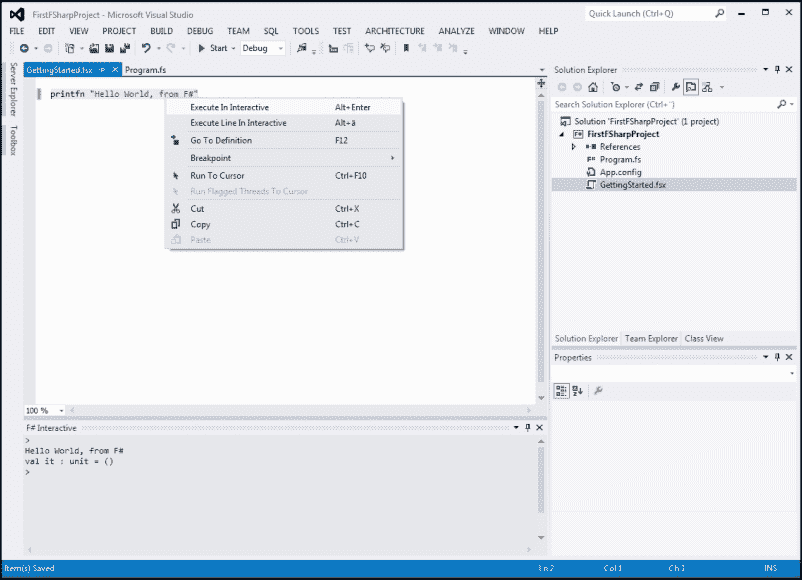 FirstFSharpProject - Microsoft Visual Studio
Quick Launch (Ctrl+Q)
FILE EDIT VIEW PROJECT BUILD DEBUG TEAM SQL TOOLS TEST ARCHITECTURE ANALYZE WINDOW HELP
Start Debug
Server Explorer
Toolbox
GettingStarted.fsx Program.fs
printfn "Hello World, from F#"
Execute In Interactive Alt+Enter
Execute Line In Interactive Alt+ä
Go To Definition F12
Breakpoint
Run To Cursor Ctrl+F10
Run Flagged Threads To Cursor
Cut Ctrl+X
Copy Ctrl+C
Paste Ctrl+V
100 %
F# Interactive
>
Hello World, from F#
val it : unit = ()
>
Solution Explorer
Search Solution Explorer (Ctrl+¨)
Solution 'FirstFSharpProject' (1 project)
FirstFSharpProject
References
Program.fs
App.config
GettingStarted.fsx
Solution Explorer Team Explorer Class View
Properties
Item(s) Saved Ln 2 Col 1 Ch 1 INS